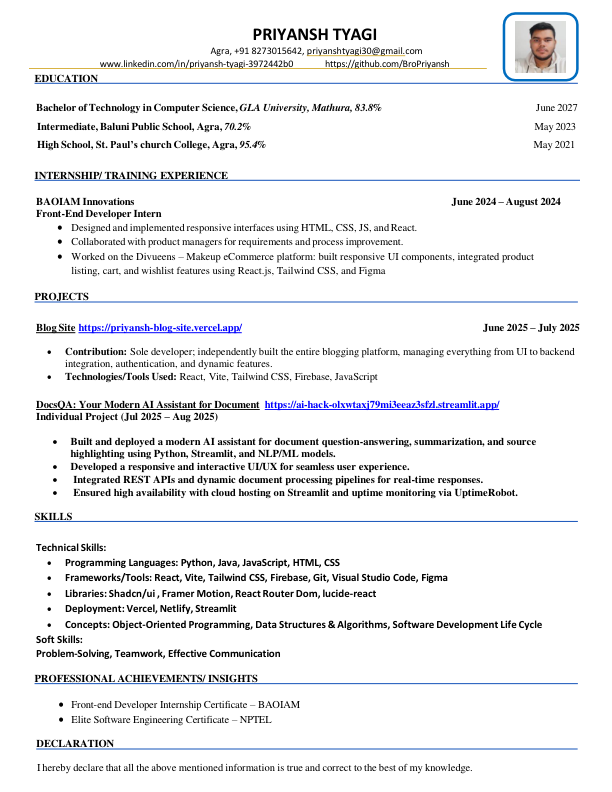 PRIYANSH TYAGI
Agra, +91 8273015642, priyanshtyagi30@gmail.com
www.linkedin.com/in/priyansh-tyagi-3972442b0 https://github.com/BroPriyansh
EDUCATION
Bachelor of Technology in Computer Science, GLA University, Mathura, 83.8% June 2027
Intermediate, Baluni Public School, Agra, 70.2% May 2023
High School, St. Paul's church College, Agra, 95.4% May 2021
INTERNSHIP/ TRAINING EXPERIENCE
BAOIAM Innovations June 2024 – August 2024
Front-End Developer Intern
• Designed and implemented responsive interfaces using HTML, CSS, JS, and React.
• Collaborated with product managers for requirements and process improvement.
• Worked on the Divueens – Makeup eCommerce platform: built responsive UI components, integrated product
listing, cart, and wishlist features using React.js, Tailwind CSS, and Figma
PROJECTS
Blog Site https://priyansh-blog-site.vercel.app/ June 2025 – July 2025
• Contribution: Sole developer; independently built the entire blogging platform, managing everything from UI to backend
integration, authentication, and dynamic features.
• Technologies/Tools Used: React, Vite, Tailwind CSS, Firebase, JavaScript
DocsQA: Your Modern AI Assistant for Document https://ai-hack-olxwtaxj79mi3eeaz3sfzl.streamlit.app/
Individual Project (Jul 2025 – Aug 2025)
• Built and deployed a modern AI assistant for document question-answering, summarization, and source
highlighting using Python, Streamlit, and NLP/ML models.
• Developed a responsive and interactive UI/UX for seamless user experience.
• Integrated REST APIs and dynamic document processing pipelines for real-time responses.
• Ensured high availability with cloud hosting on Streamlit and uptime monitoring via UptimeRobot.
SKILLS
Technical Skills:
• Programming Languages: Python, Java, JavaScript, HTML, CSS
• Frameworks/Tools: React, Vite, Tailwind CSS, Firebase, Git, Visual Studio Code, Figma
• Libraries: Shadcn/ui , Framer Motion, React Router Dom, lucide-react
• Deployment: Vercel, Netlify, Streamlit
• Concepts: Object-Oriented Programming, Data Structures & Algorithms, Software Development Life Cycle
Soft Skills:
Problem-Solving, Teamwork, Effective Communication
PROFESSIONAL ACHIEVEMENTS/ INSIGHTS
• Front-end Developer Internship Certificate – BAOIAM
• Elite Software Engineering Certificate – NPTEL
DECLARATION
I hereby declare that all the above mentioned information is true and correct to the best of my knowledge.